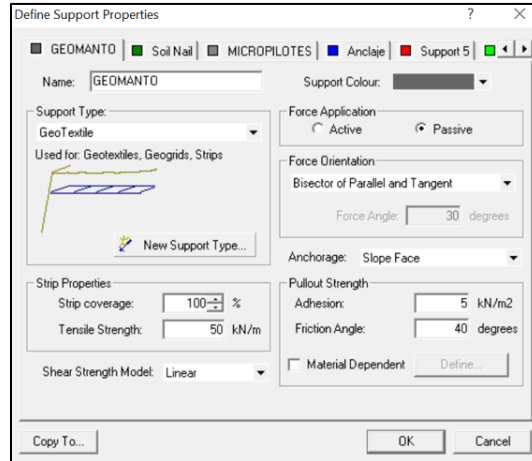 Define Support Properties ? ×
GEOMANTO Soil Nail MICROPILOTES Anclaje Support 5
Name: GEOMANTO Support Colour:
Support Type:
GeoTextile
Used for: Geotextiles, Geogrids, Strips
New Support Type...
Force Application
Active Passive
Force Orientation
Bisector of Parallel and Tangent
Force Angle: 30 degrees
Anchorage: Slope Face
Strip Properties
Strip coverage: 100 %
Tensile Strength: 50 kN/m
Shear Strength Model: Linear
Pullout Strength
Adhesion: 5 kN/m2
Friction Angle: 40 degrees
Material Dependent Define...
Copy To... OK Cancel